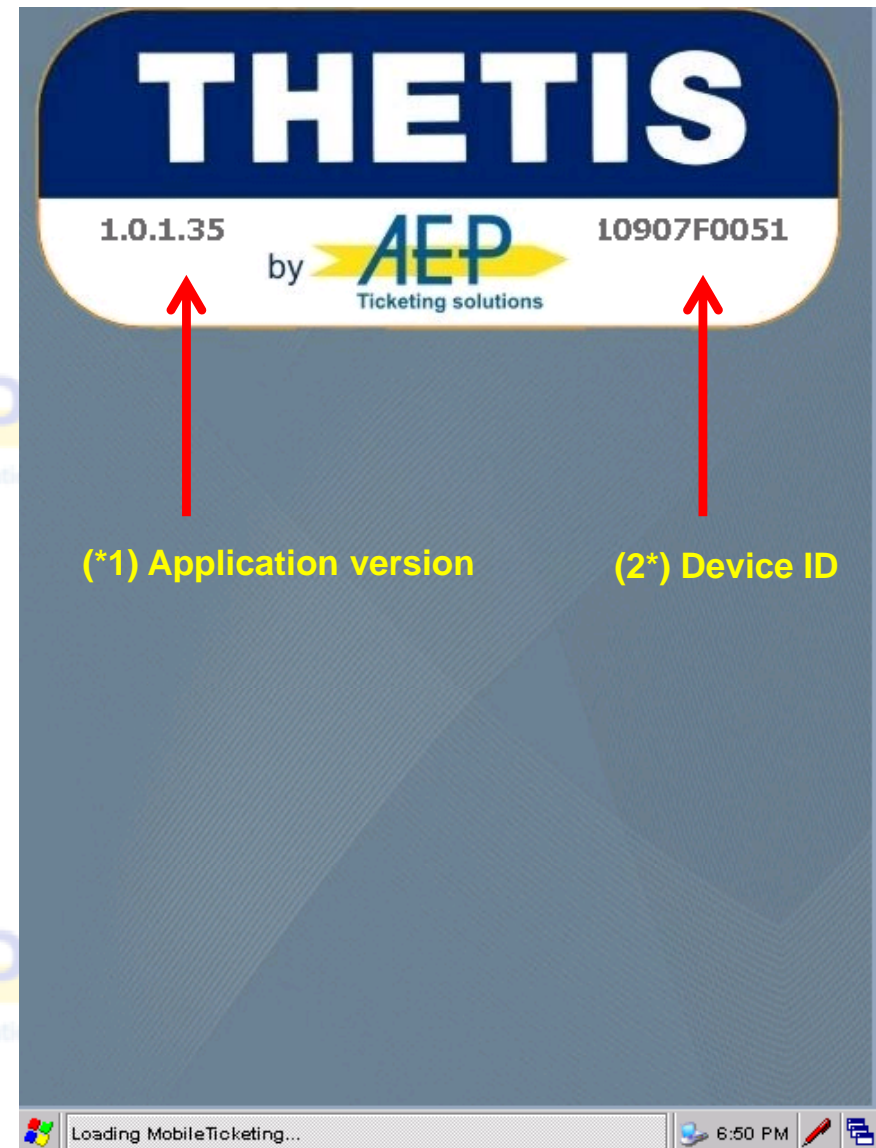 THETIS
1.0.1.35
by AEP
10907F0051
Ticketing solutions
(*1) Application version
(2*) Device ID
Loading MobileTicketing...
6:50 PM